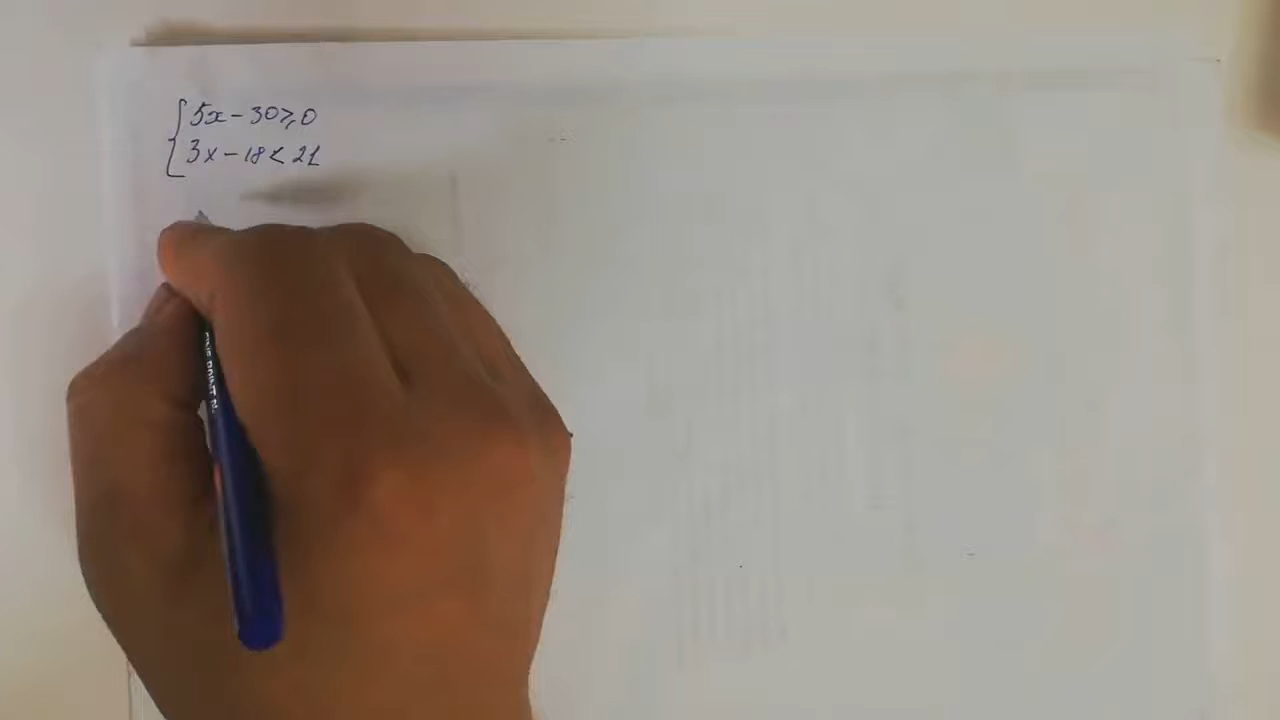 5x - 30 ⩾ 0
3x - 18 < 21